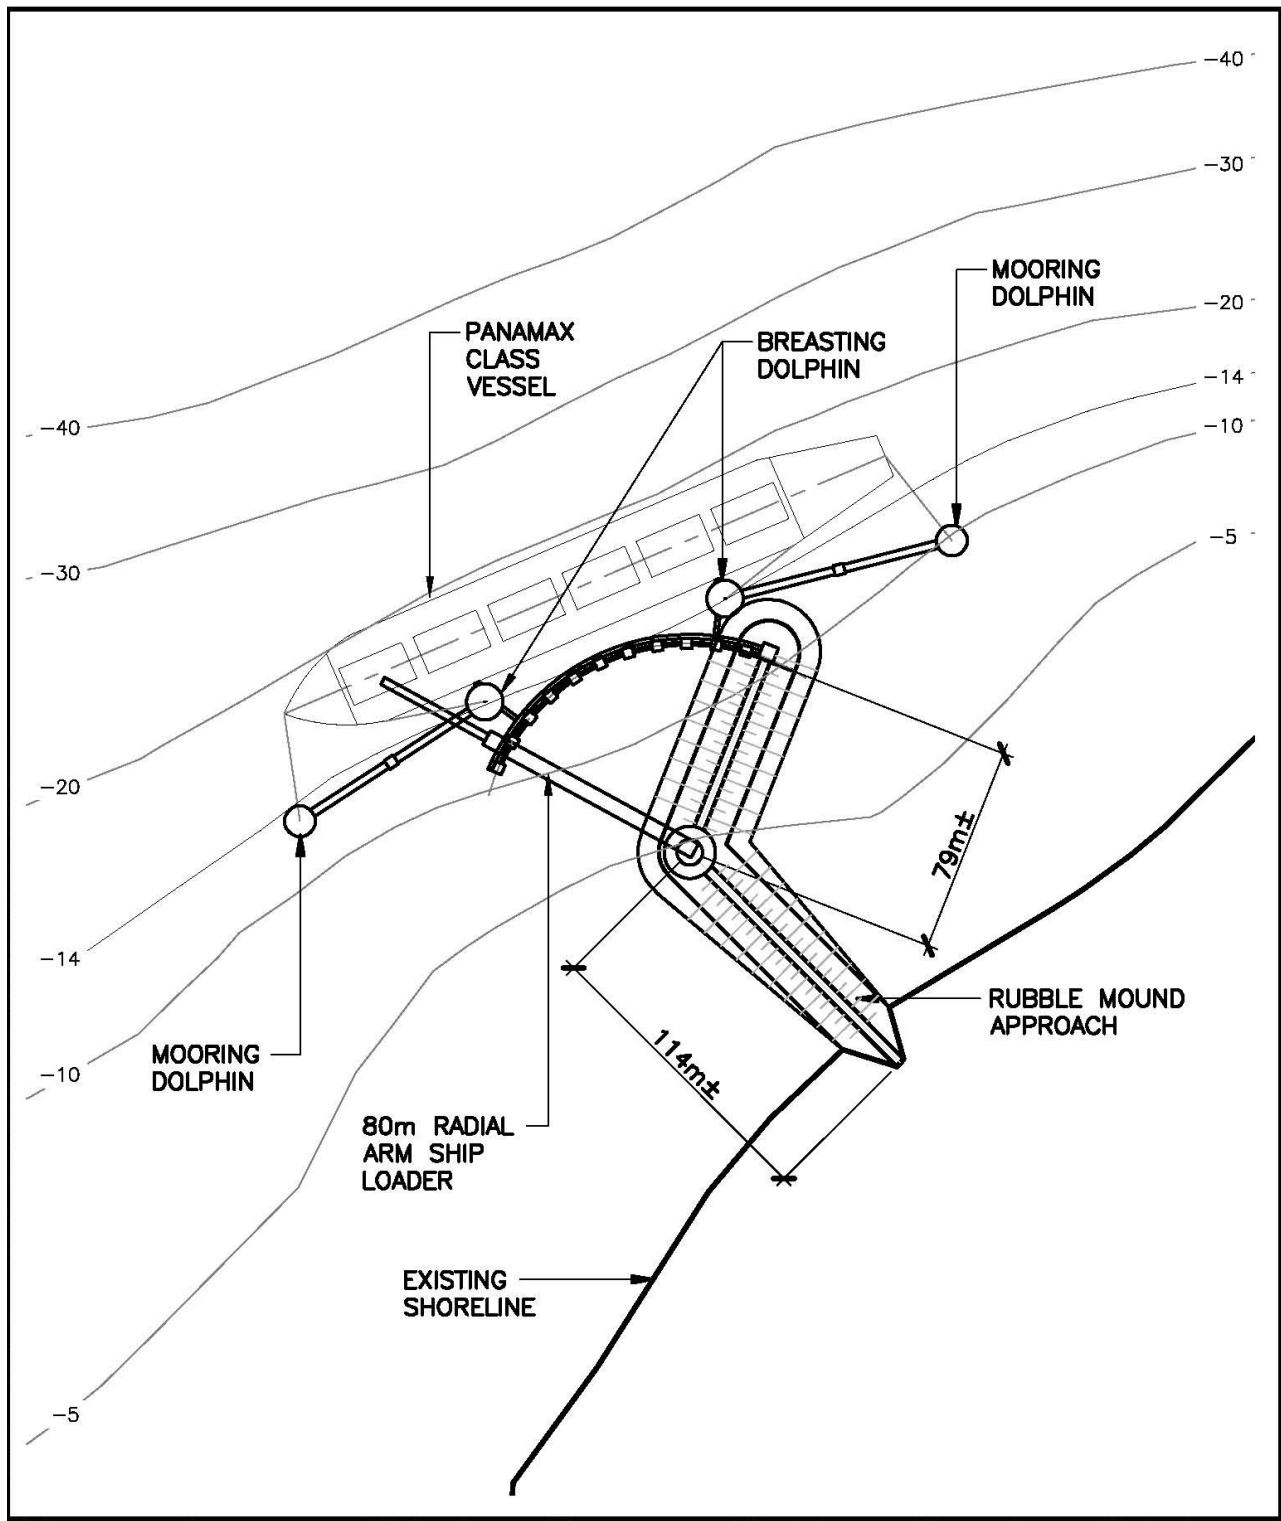 -40
-30
MOORING
DOLPHIN
-20
PANAMAX
CLASS
VESSEL
BREASTING
DOLPHIN
-14
-10
-40
-5
-30
-20
79m±
-14
RUBBLE MOUND
APPROACH
114m±
MOORING
DOLPHIN
-10
80m RADIAL
ARM SHIP
LOADER
EXISTING
SHORELINE
-5